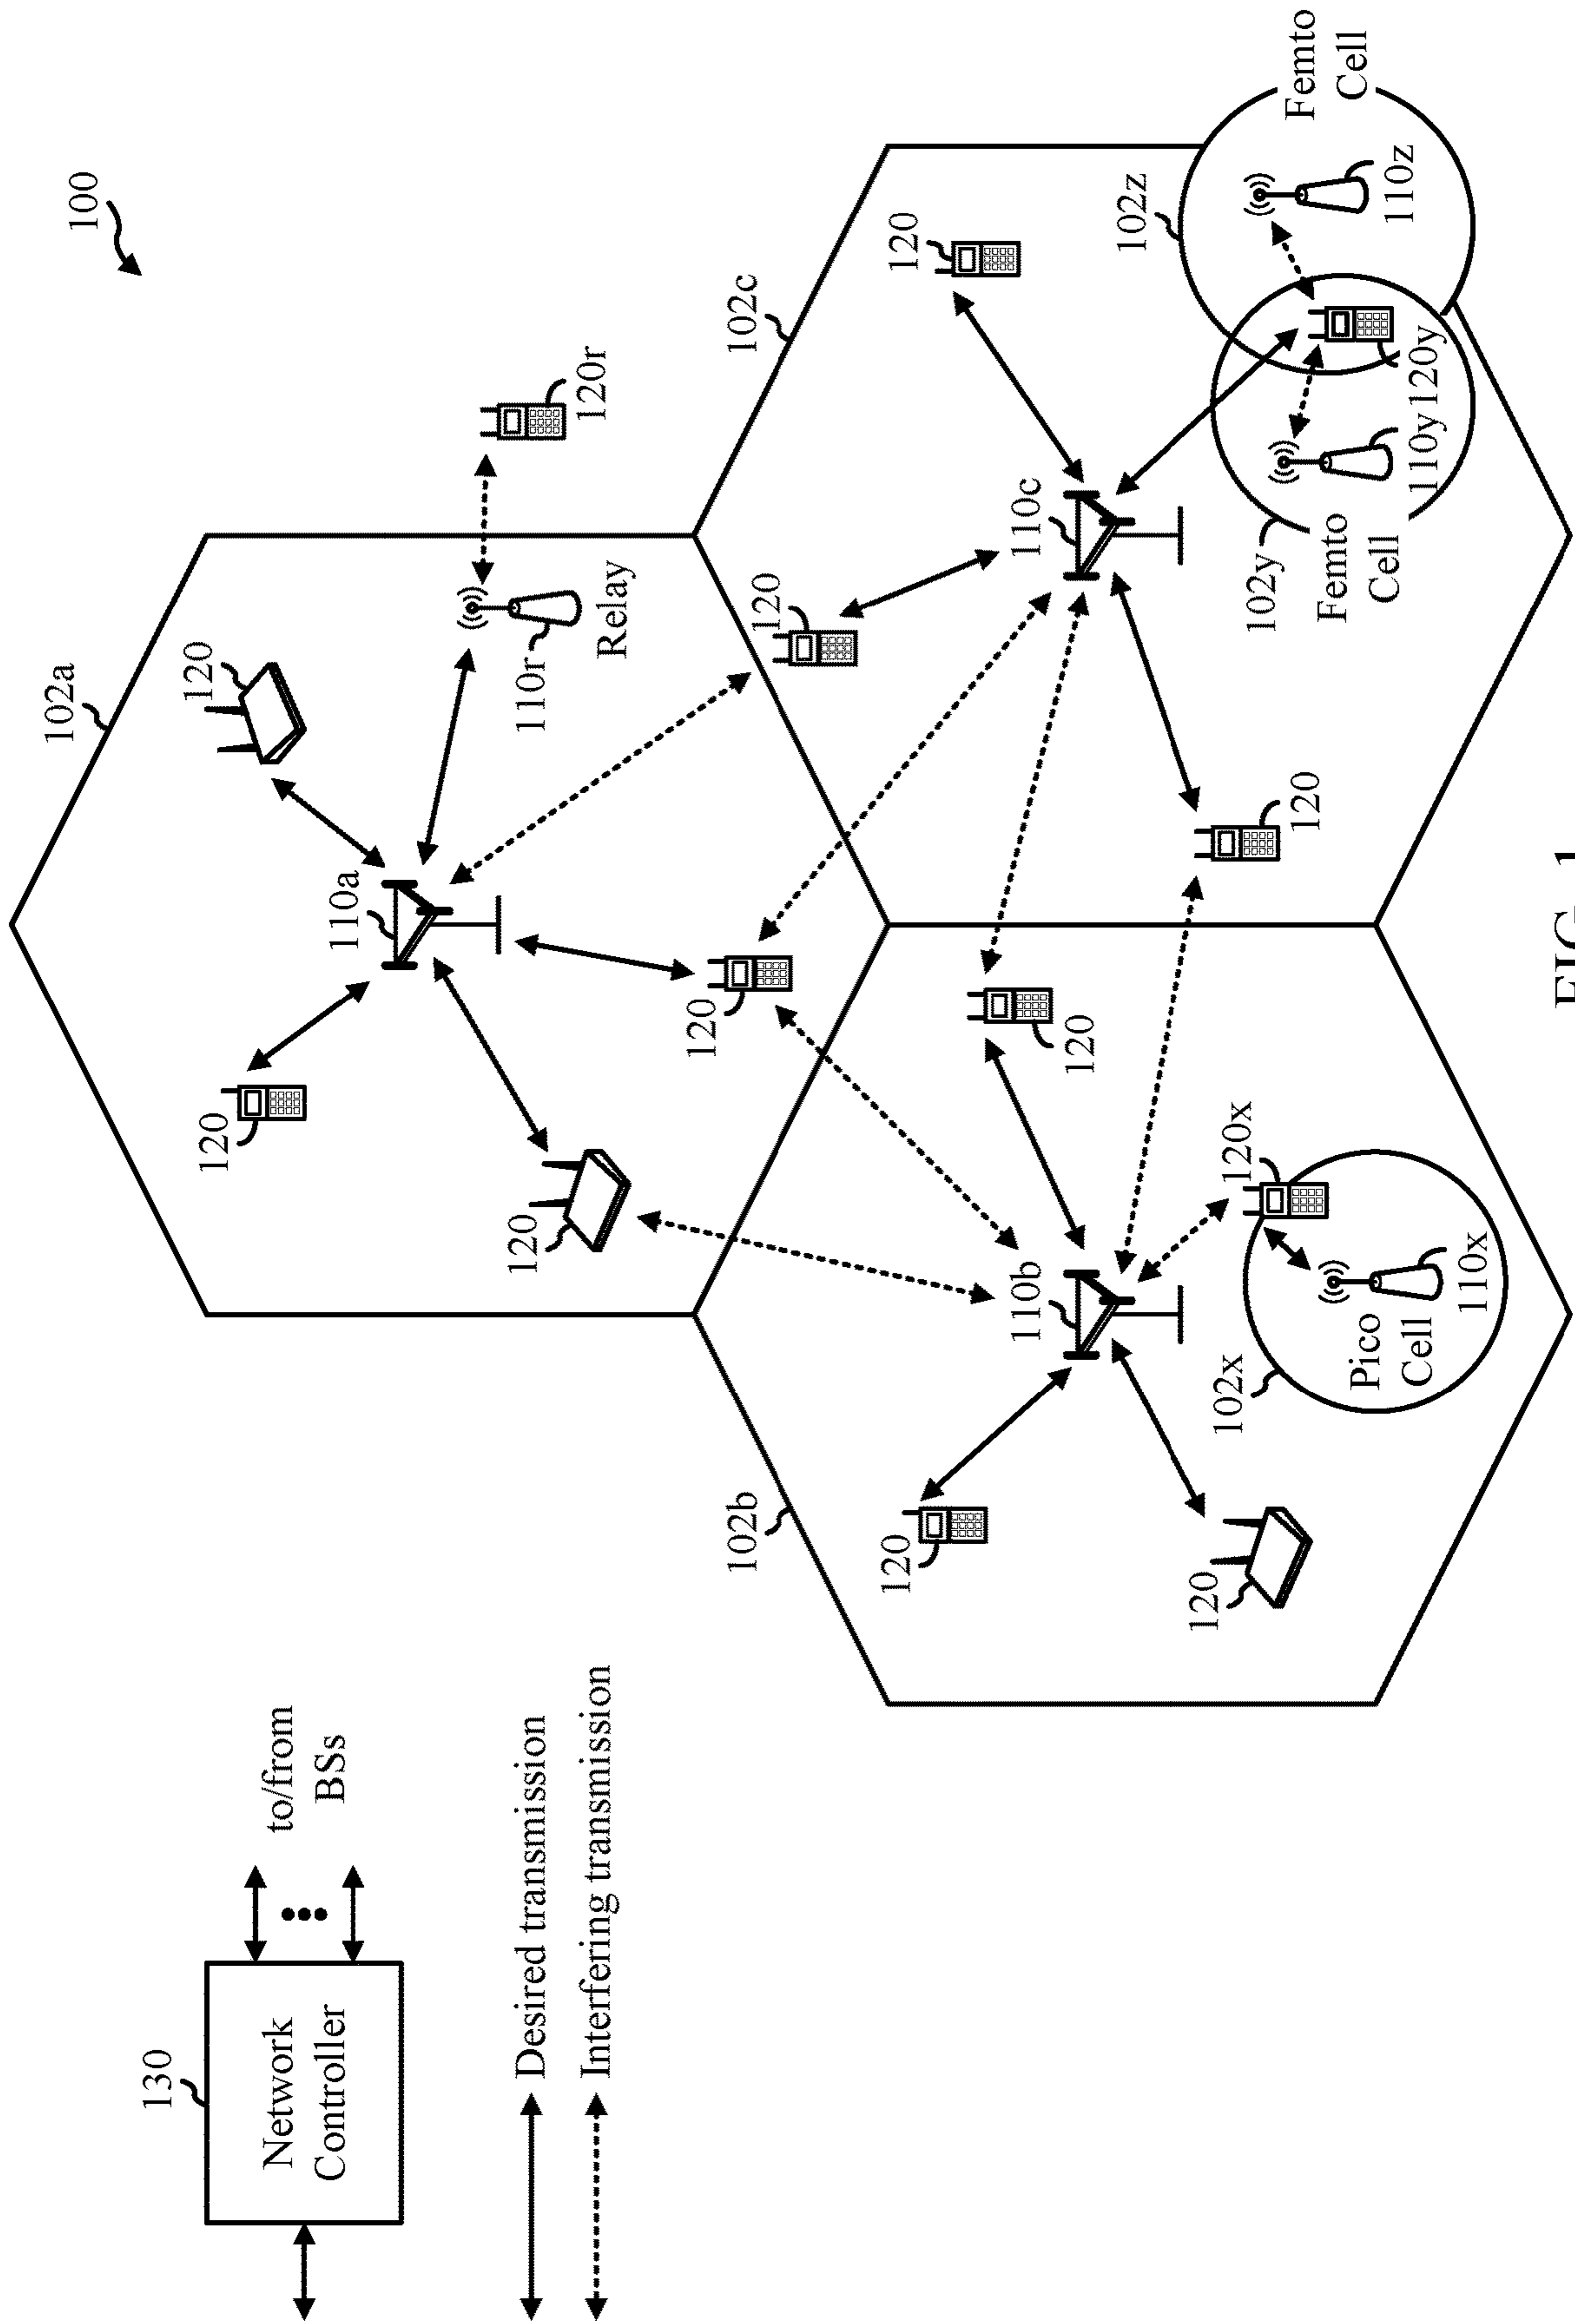 100
130
Network
Controller
to/from
BSs
Desired transmission
Interfering transmission
102a
120
110a
120
120
120
110r
Relay
120r
120
102b
120
110b
120
120
102x
Pico
Cell
110x
120x
102c
120
110c
120
120
102y
Femto
Cell
110y
120y
102z
110z
Femto
Cell
FIG. 1